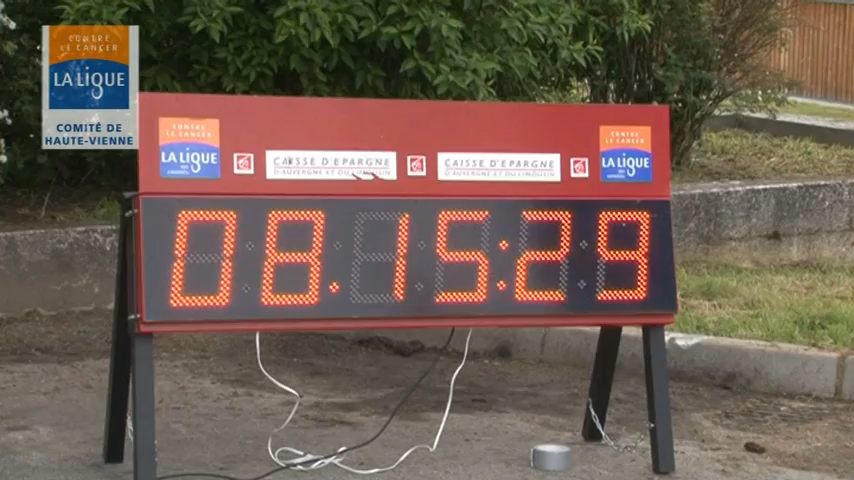 CONTRE
LE CANCER
LA LIGUE
COMITÉ DE
HAUTE-VIENNE
CONTRE
LE CANCER
LA LIGUE
CAISSE D'EPARGNE
D'AUVERGNE ET DU LIMOUSIN
CAISSE D'EPARGNE
D'AUVERGNE ET DU LIMOUSIN
CONTRE
LE CANCER
LA LIGUE
08.15:29